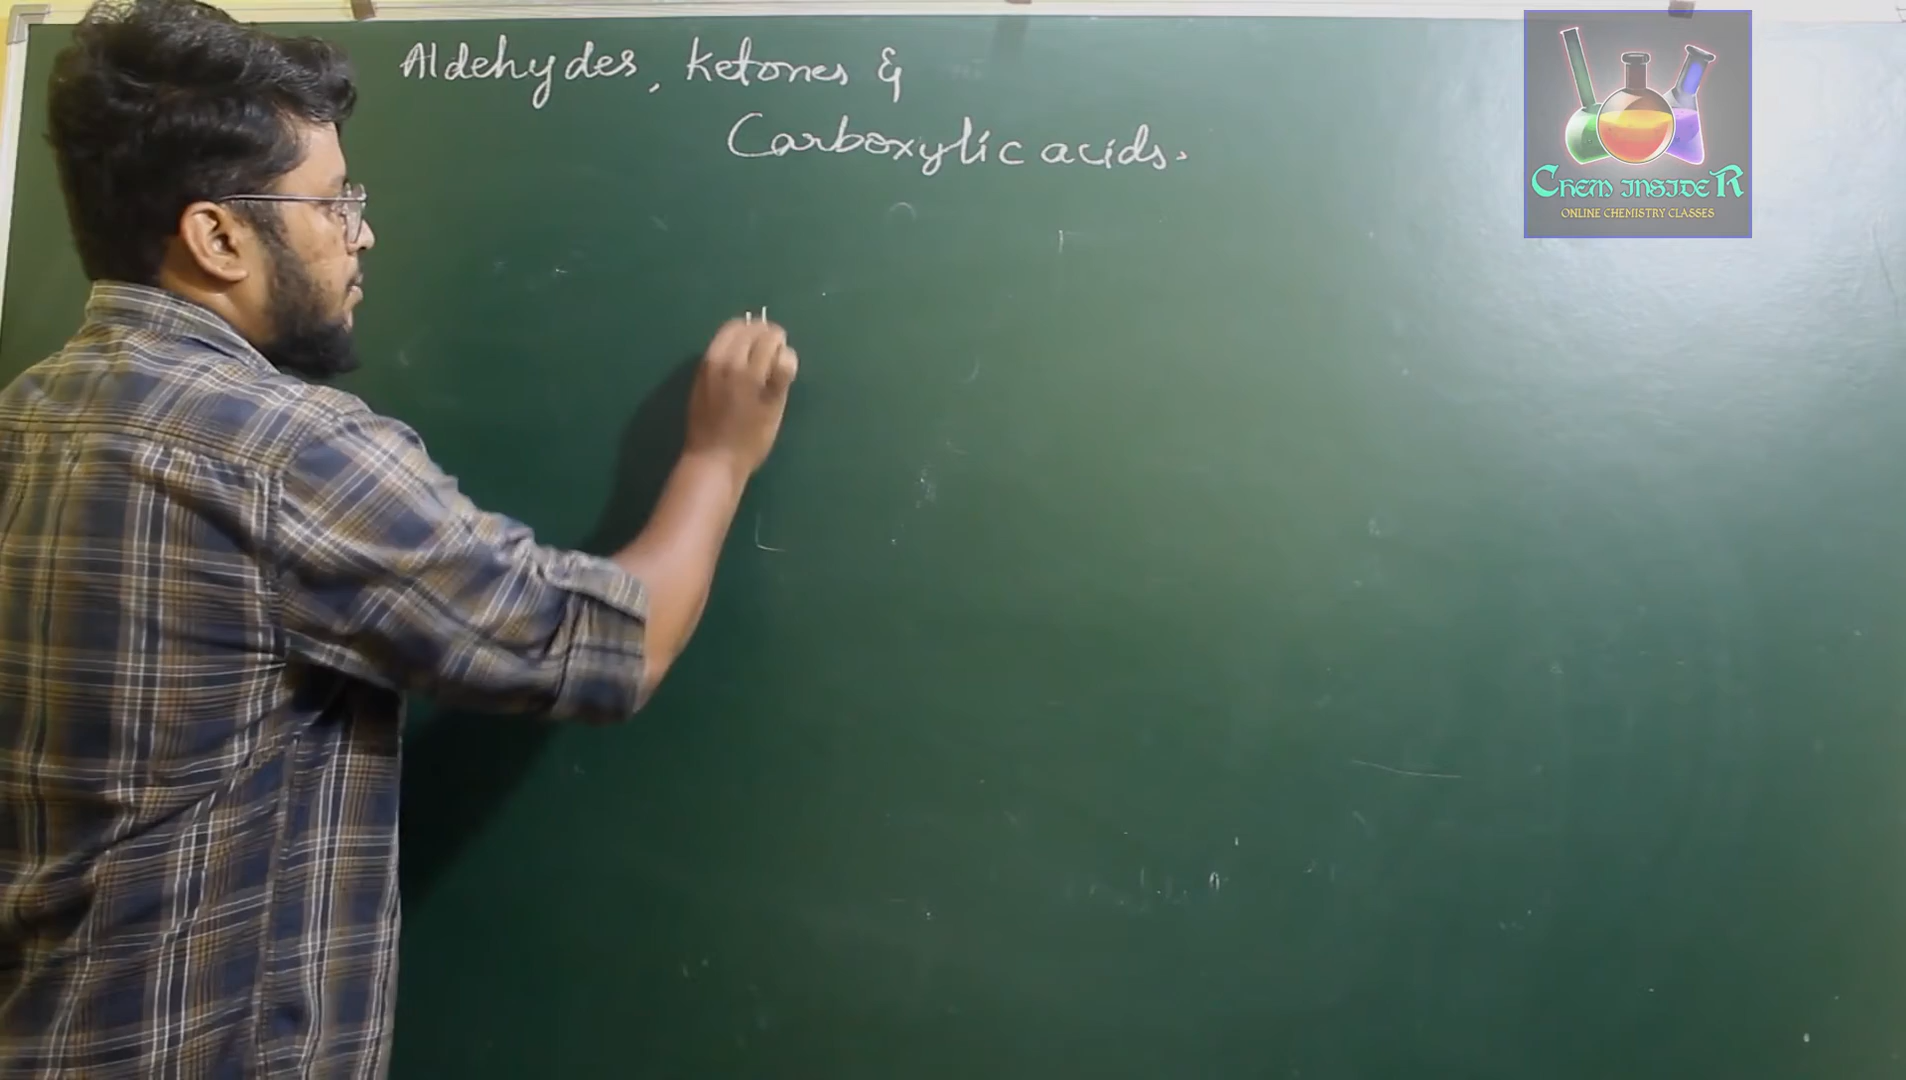 Aldehydes, Ketones &
Carboxylic acids.
CHEM INSIDER
ONLINE CHEMISTRY CLASSES